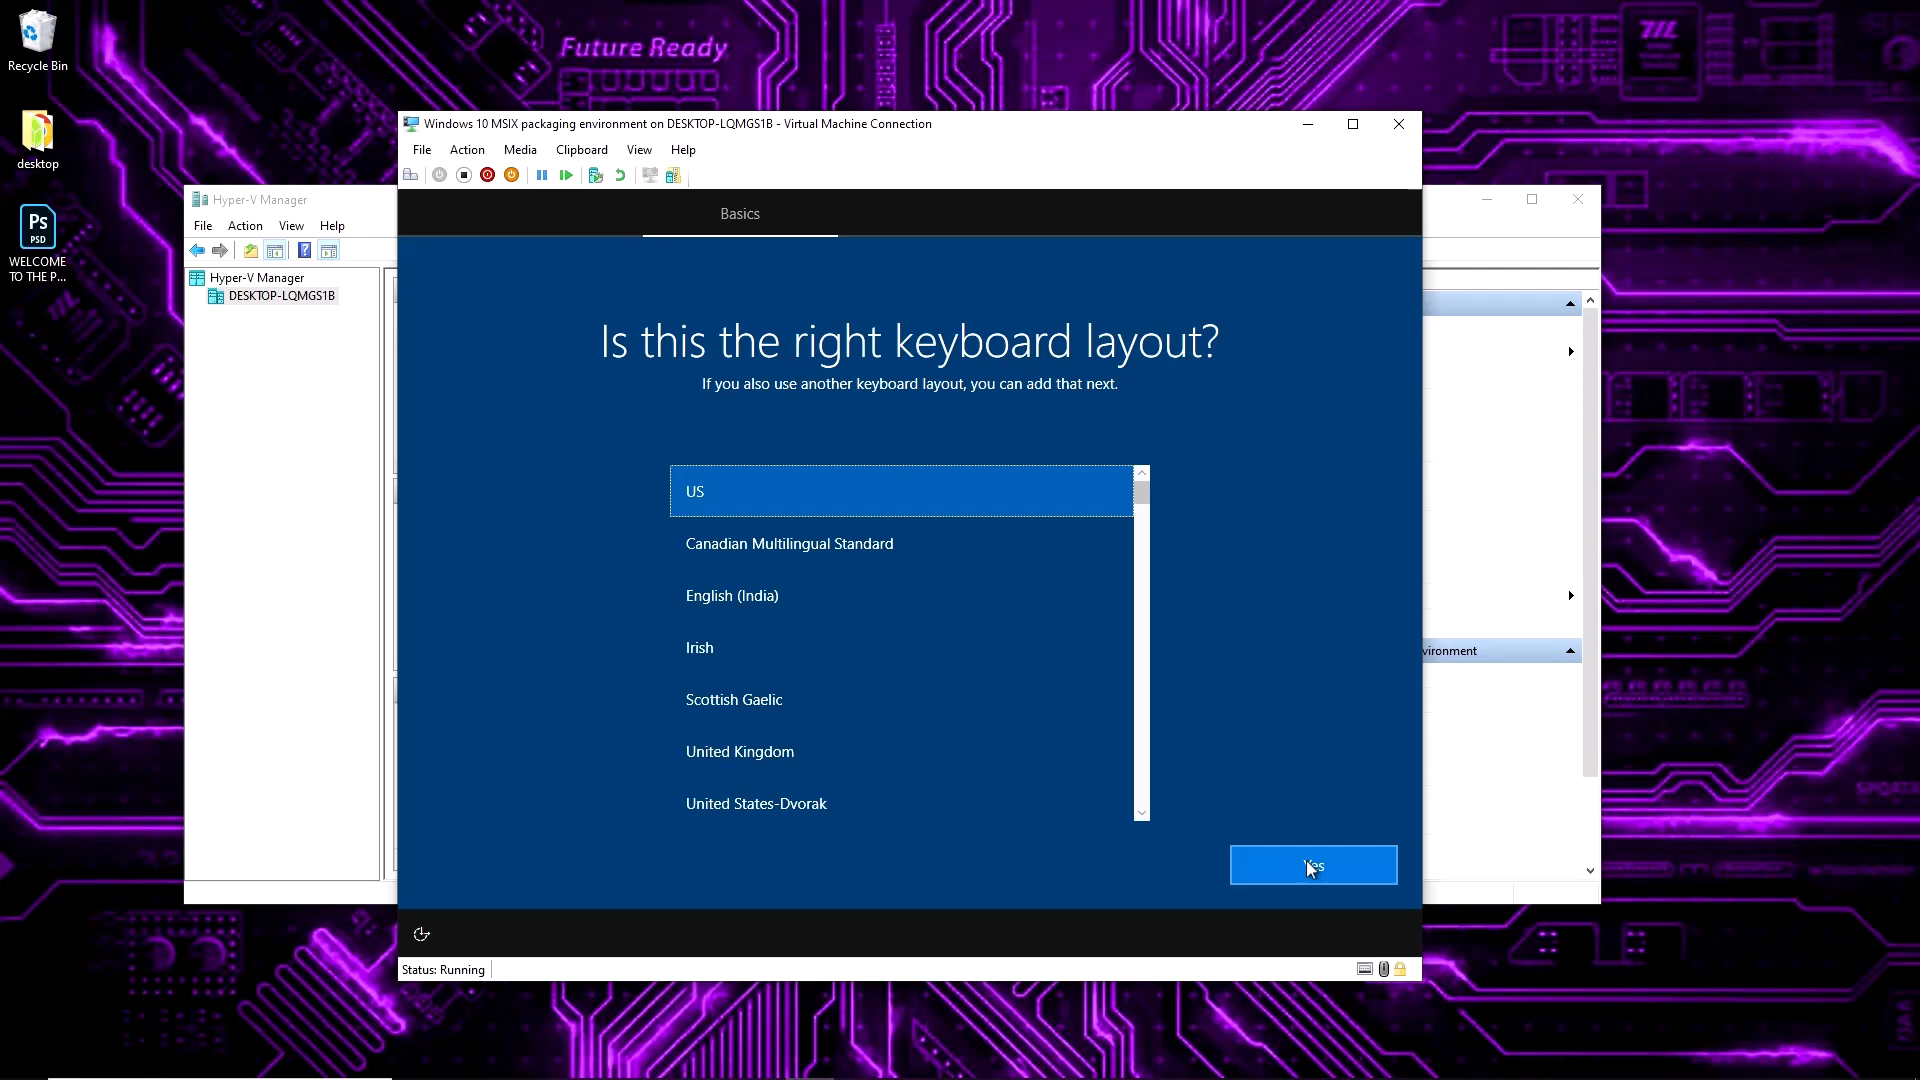 Future Ready
Recycle Bin
desktop
Ps
PSD
WELCOME
TO THE P...
Hyper-V Manager
File Action View Help
Hyper-V Manager
DESKTOP-LQMGS1B
vironment
Windows 10 MSIX packaging environment on DESKTOP-LQMGS1B - Virtual Machine Connection
File Action Media Clipboard View Help
Basics
Is this the right keyboard layout?
If you also use another keyboard layout, you can add that next.
US
Canadian Multilingual Standard
English (India)
Irish
Scottish Gaelic
United Kingdom
United States-Dvorak
Yes
Status: Running